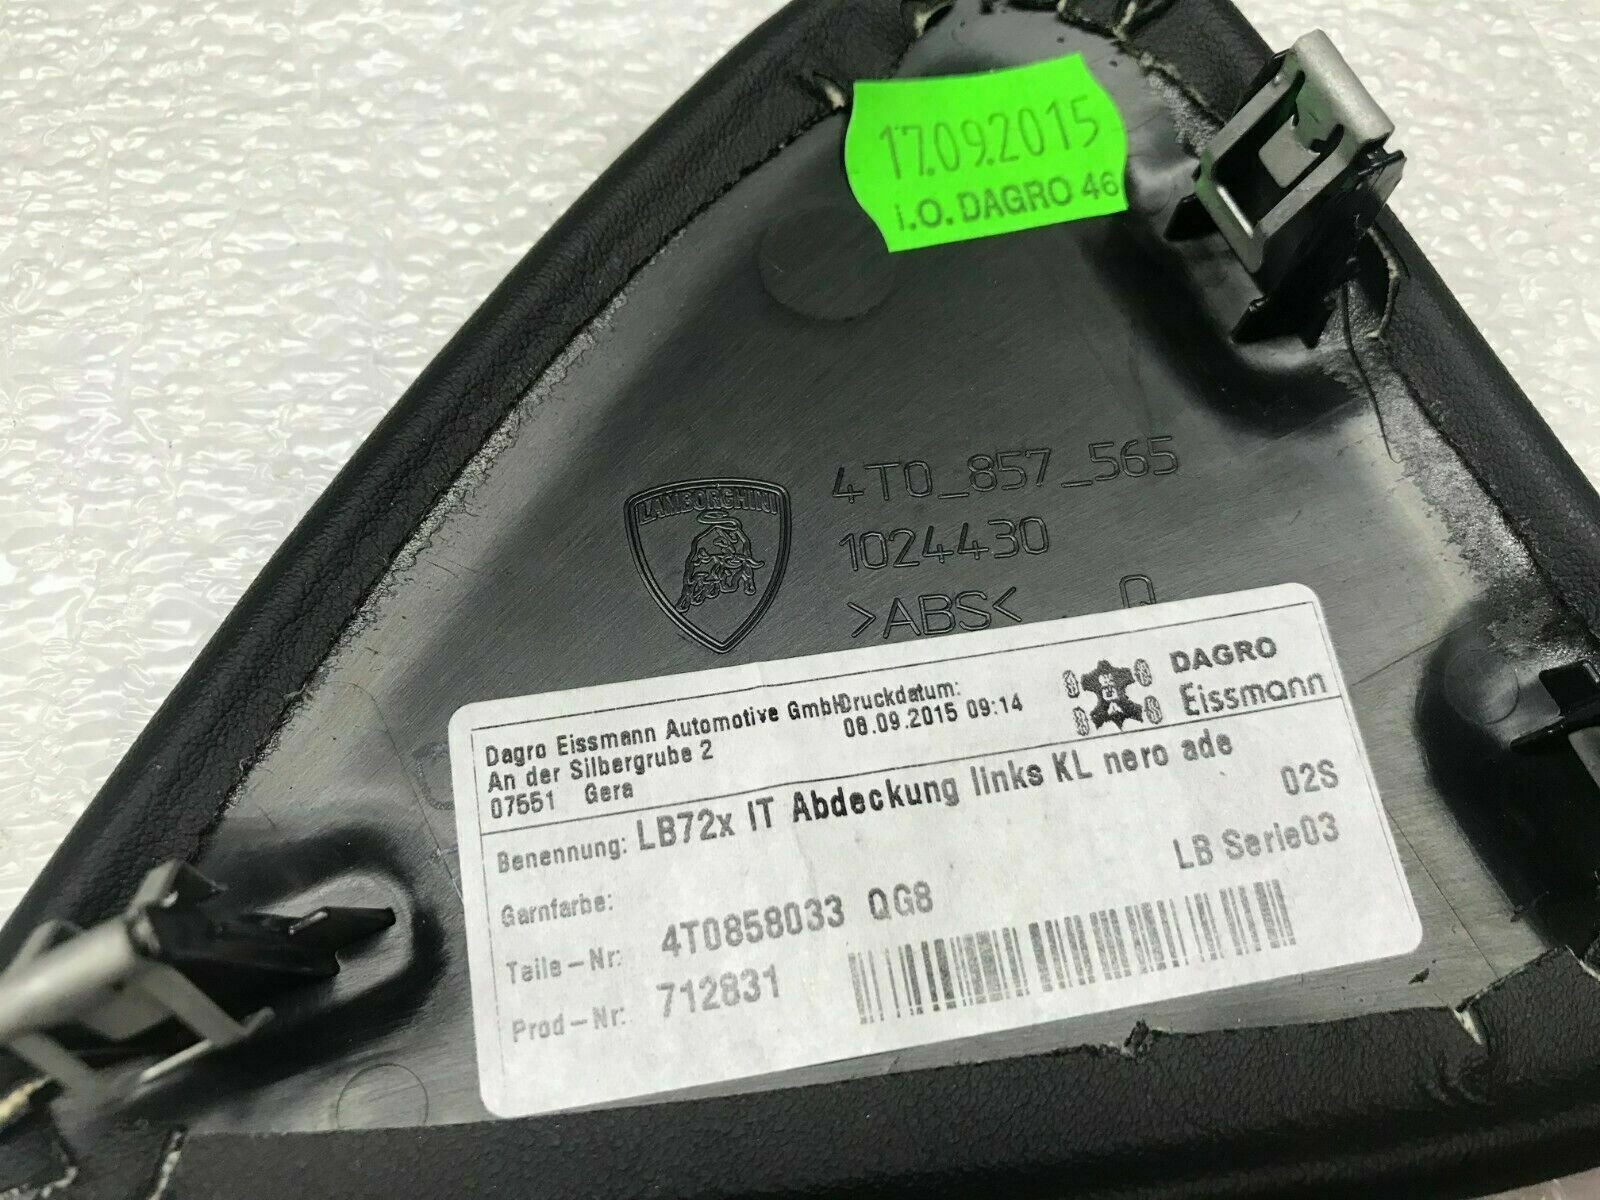 17.09.2015
i.O. DAGRO 46
LAMBORGHINI
4T0_857_565
1024430
>ABS<
Dagro Eissmann Automotive GmbH
An der Silbergrube 2
07551 Gera
Druckdatum:
08.09.2015 09:14
DAGRO
Eissmann
Benennung: LB72x IT Abdeckung links KL nero ade
02S
Garnfarbe:
LB Serie03
Teile-Nr: 4T0858033 QG8
Prod-Nr: 712831